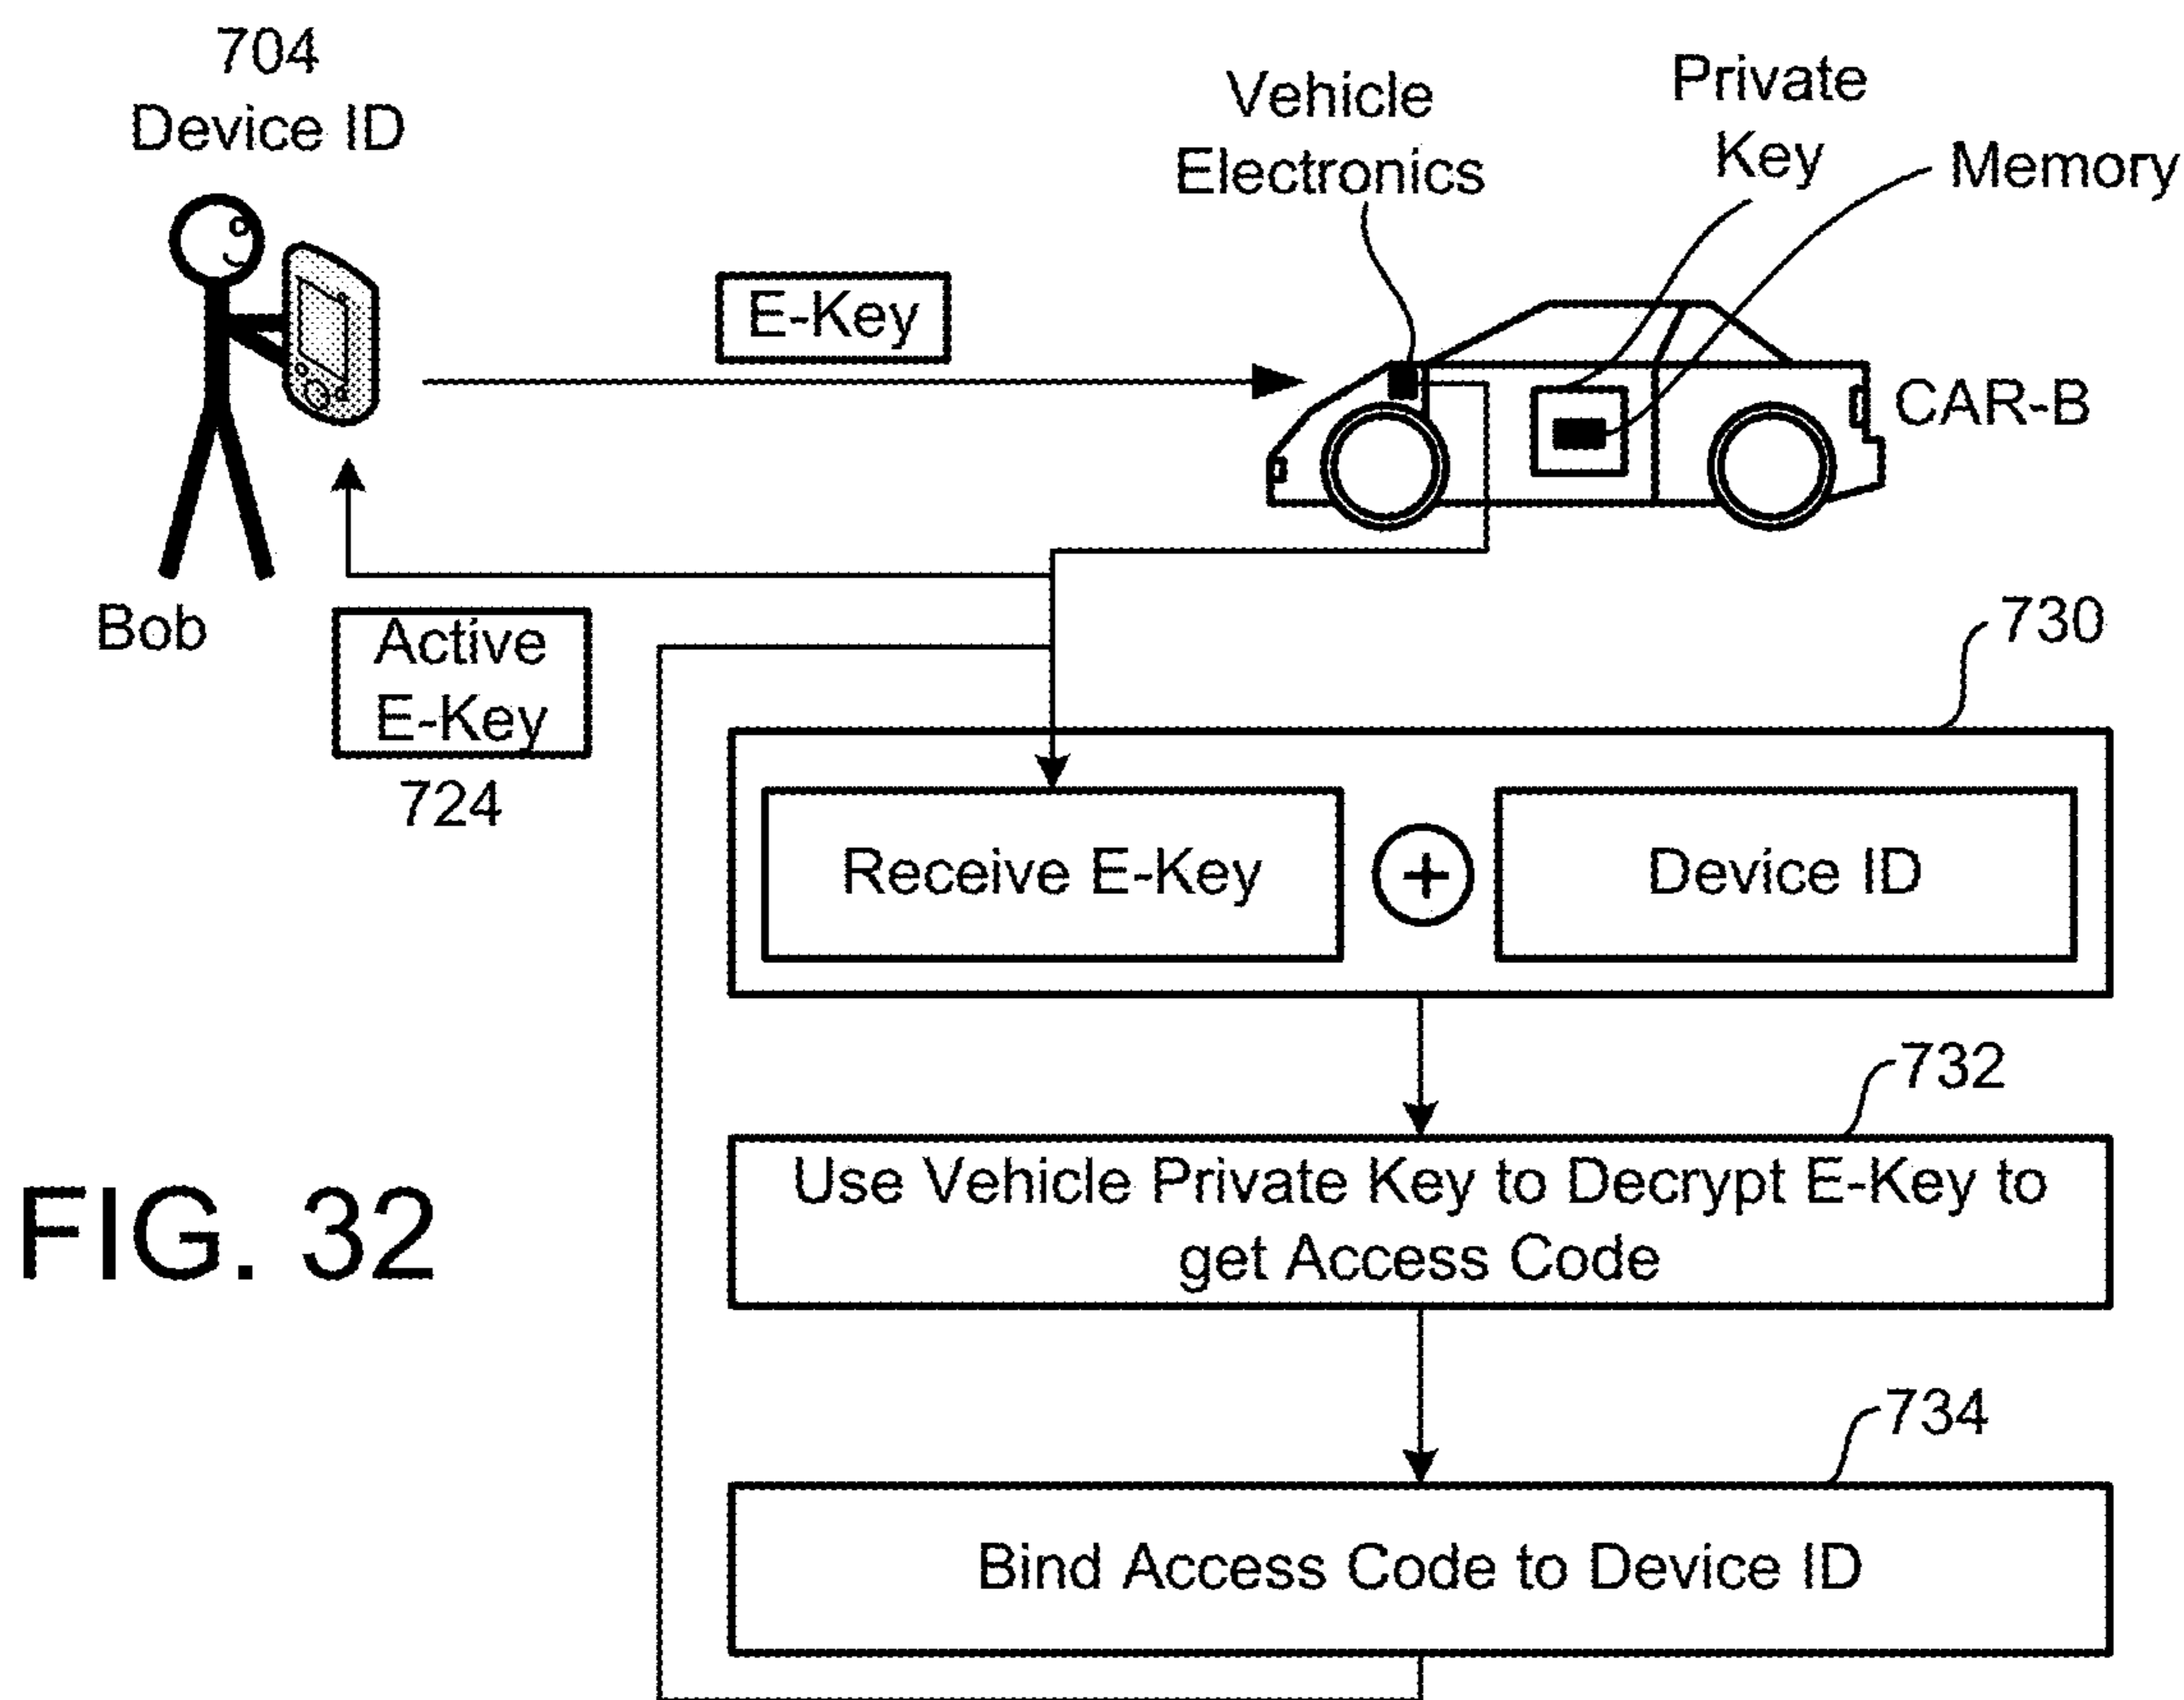 704
Device ID
Vehicle
Electronics
Private
Key
Memory
E-Key
CAR-B
Bob
Active
E-Key
724
730
Receive E-Key
+
Device ID
732
Use Vehicle Private Key to Decrypt E-Key to
get Access Code
FIG. 32
734
Bind Access Code to Device ID